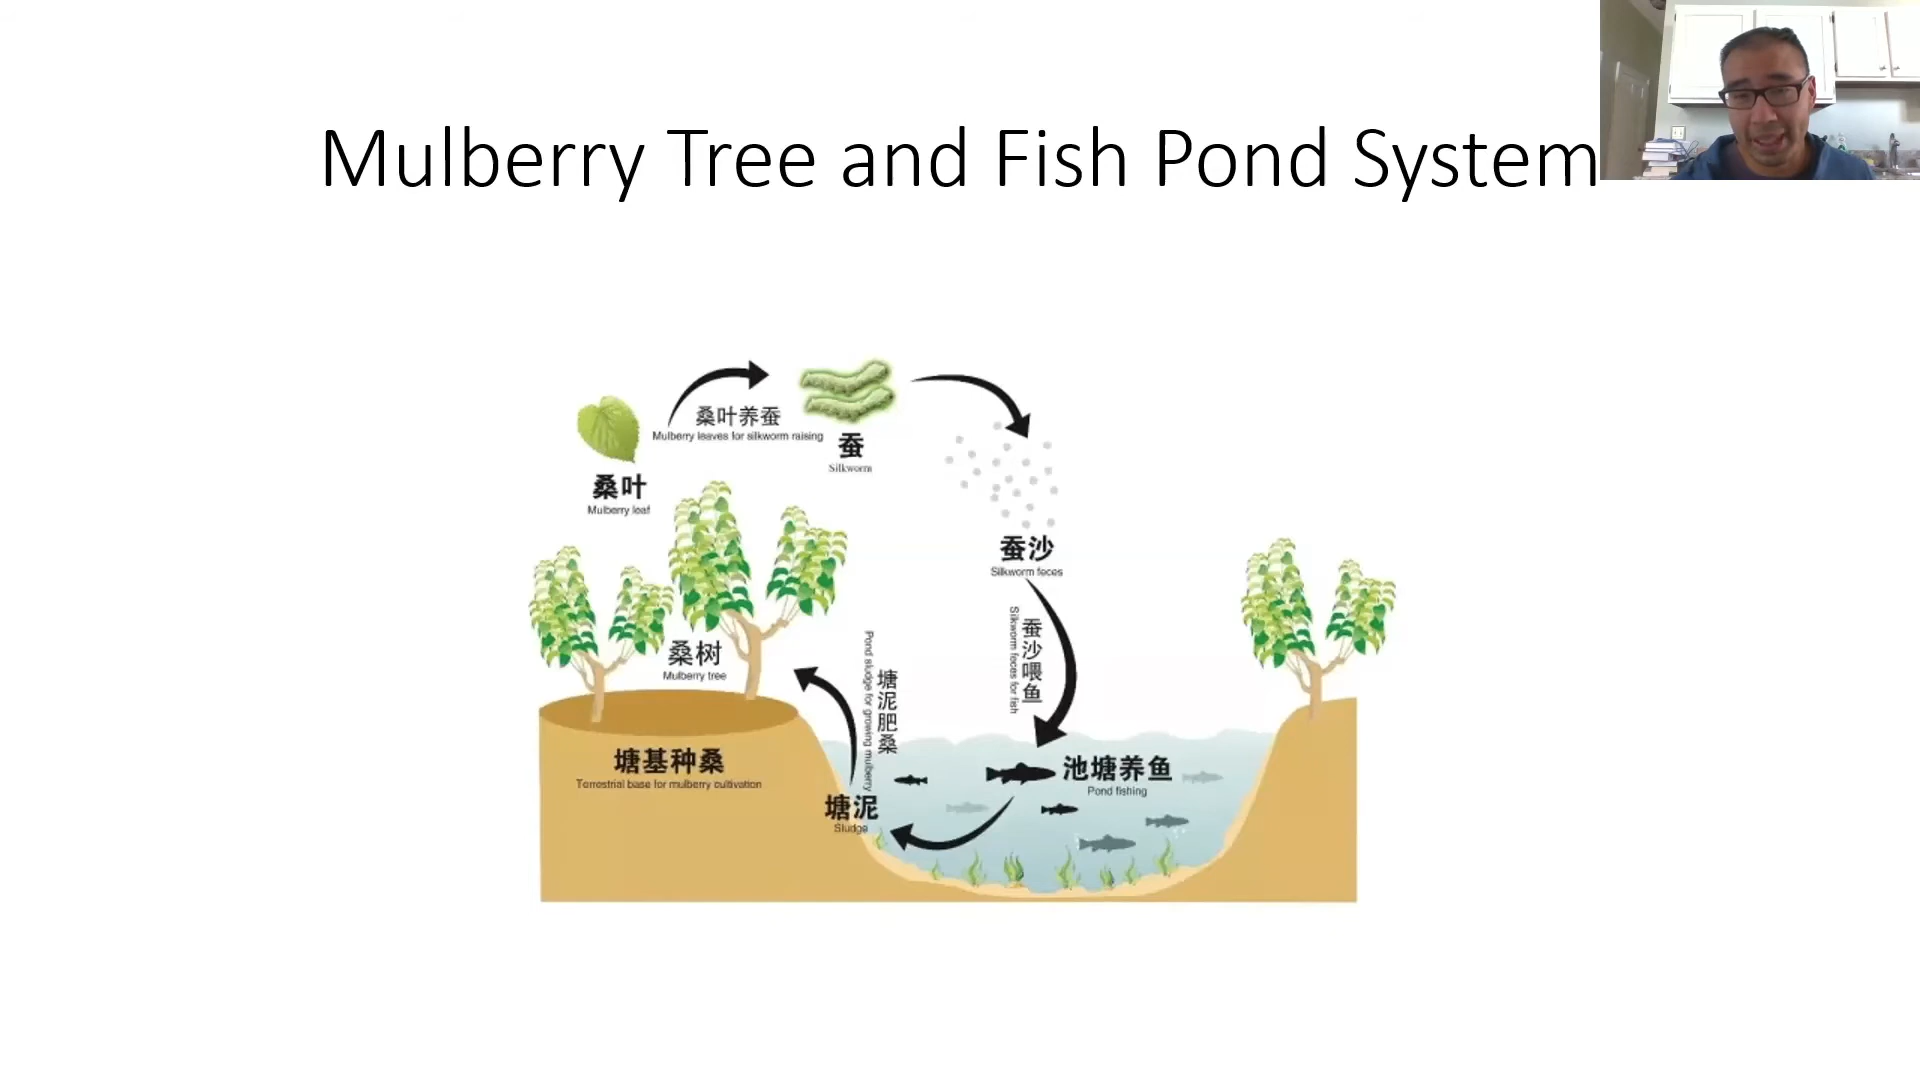 Mulberry Tree and Fish Pond System
桑叶养蚕
Mulberry leaves for silkworm raising
蚕
Silkworm
桑叶
Mulberry leaf
蚕沙
Silkworm feces
蚕沙喂鱼
Silkworm feces for fish
桑树
Mulberry tree
塘泥肥桑
Pond sludge for growing mulberry
塘基种桑
Terrestrial base for mulberry cultivation
池塘养鱼
Pond fishing
塘泥
Sludge